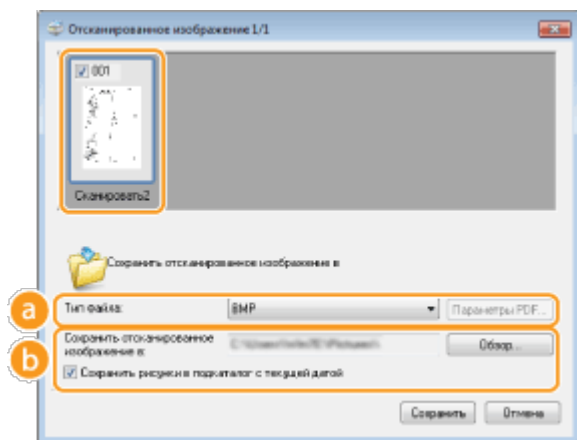 Отсканированное изображение 1/1
001
Сканировать2
Сохранить отсканированное изображение в
a
Тип файла:
BMP
Параметры PDF...
b
Сохранить отсканированное
изображение в:
Обзор...
Сохранить рисунки в подкаталог с текущей датой
Сохранить
Отмена